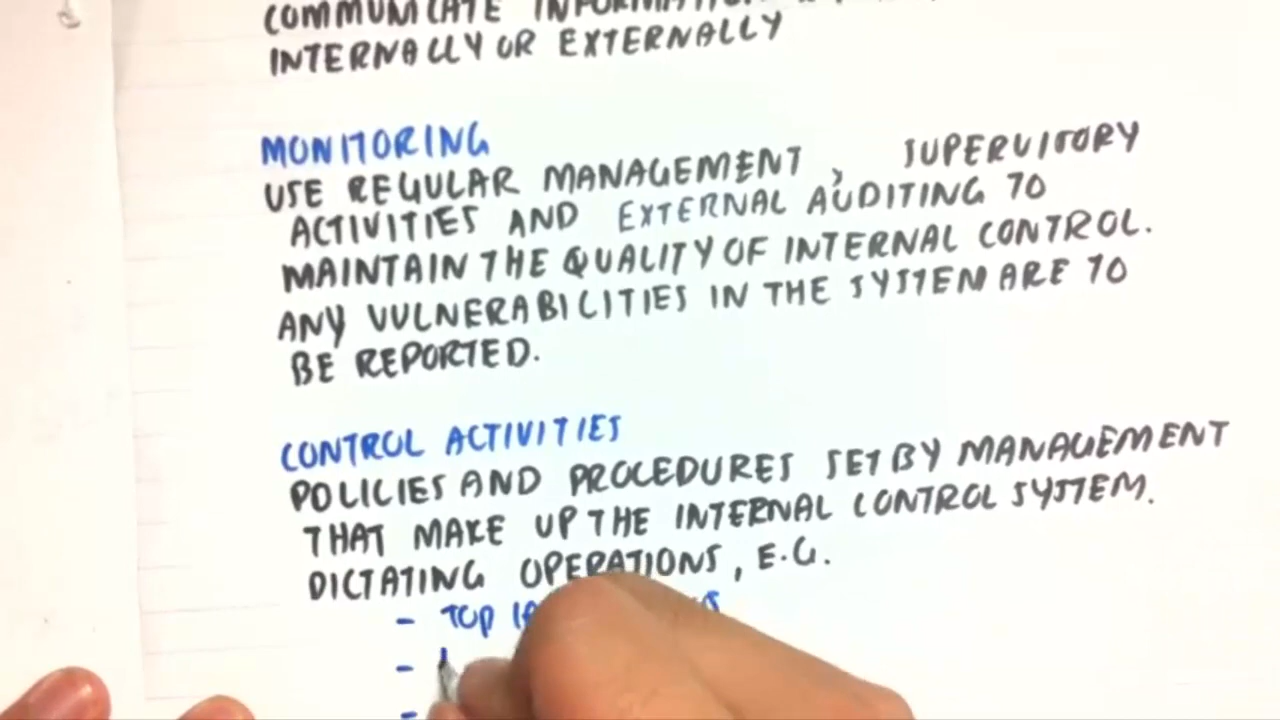 COMMUNICATE
INTERNALLY OR EXTERNALLY
MONITORING
USE REGULAR MANAGEMENT, SUPERVISORY
ACTIVITIES AND EXTERNAL AUDITING TO
MAINTAIN THE QUALITY OF INTERNAL CONTROL.
ANY VULNERABILITIES IN THE SYSTEM ARE TO
BE REPORTED.
CONTROL ACTIVITIES
POLICIES AND PROCEDURES SET BY MANAGEMENT
THAT MAKE UP THE INTERNAL CONTROL SYSTEM.
DICTATING OPERATIONS, E.G.
- TOP
-
-